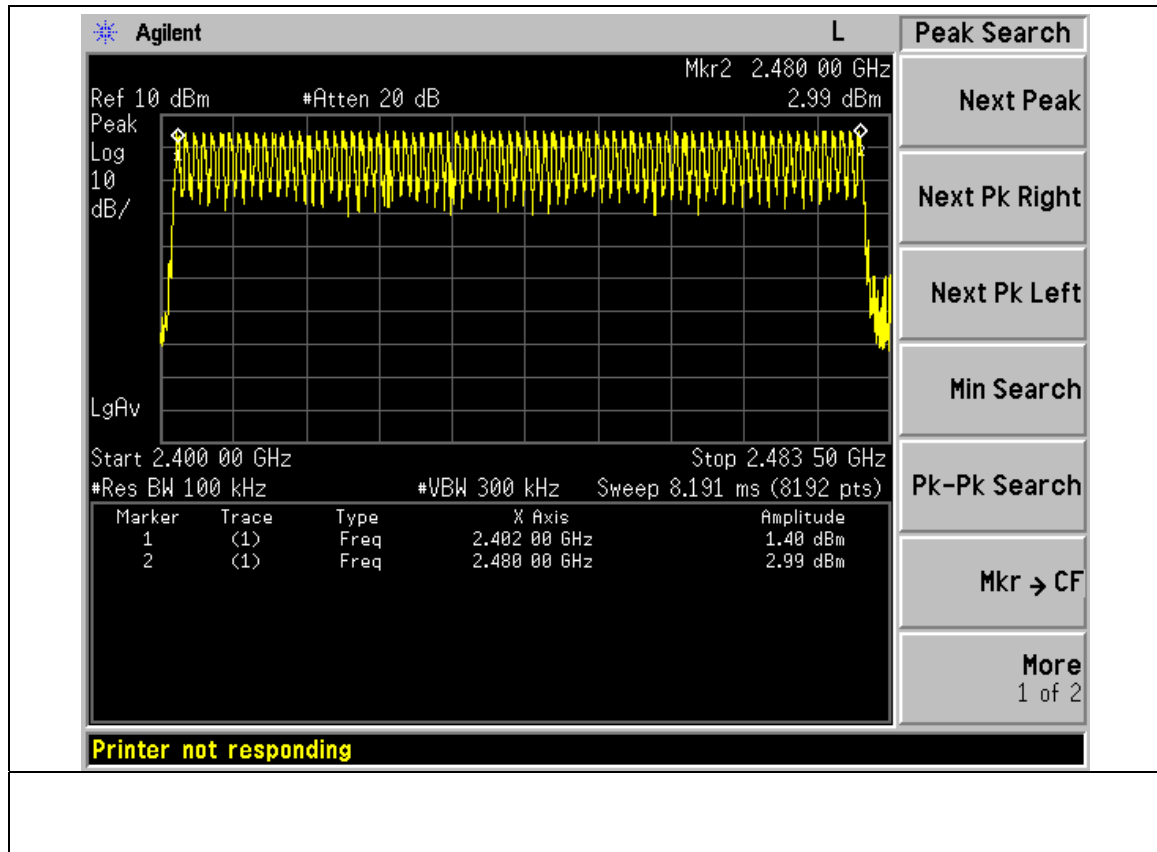 Agilent L Peak Search
Mkr2 2.480 00 GHz
Ref 10 dBm #Atten 20 dB 2.99 dBm
Peak
Log
10
dB/
1 2
LgAv
Start 2.400 00 GHz Stop 2.483 50 GHz
#Res BW 100 kHz #VBW 300 kHz Sweep 8.191 ms (8192 pts)
Marker Trace Type X Axis Amplitude
1 (1) Freq 2.402 00 GHz 1.40 dBm
2 (1) Freq 2.480 00 GHz 2.99 dBm
Printer not responding
Next Peak
Next Pk Right
Next Pk Left
Min Search
Pk-Pk Search
Mkr → CF
More
1 of 2